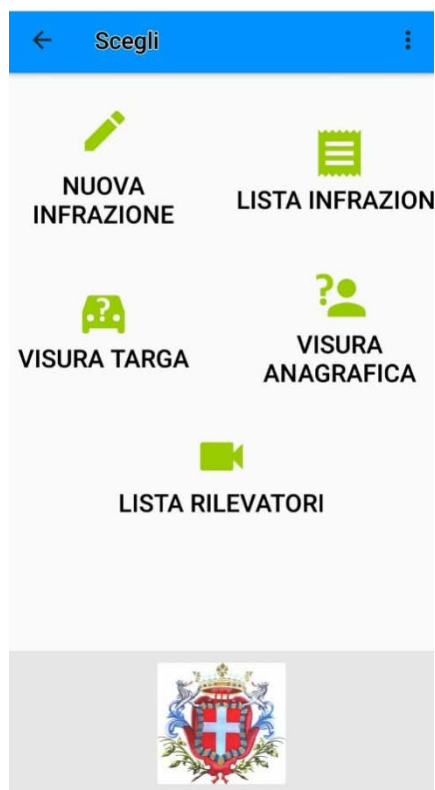 Scegli
NUOVA
INFRAZIONE
LISTA INFRAZION
VISURA TARGA
VISURA
ANAGRAFICA
LISTA RILEVATORI